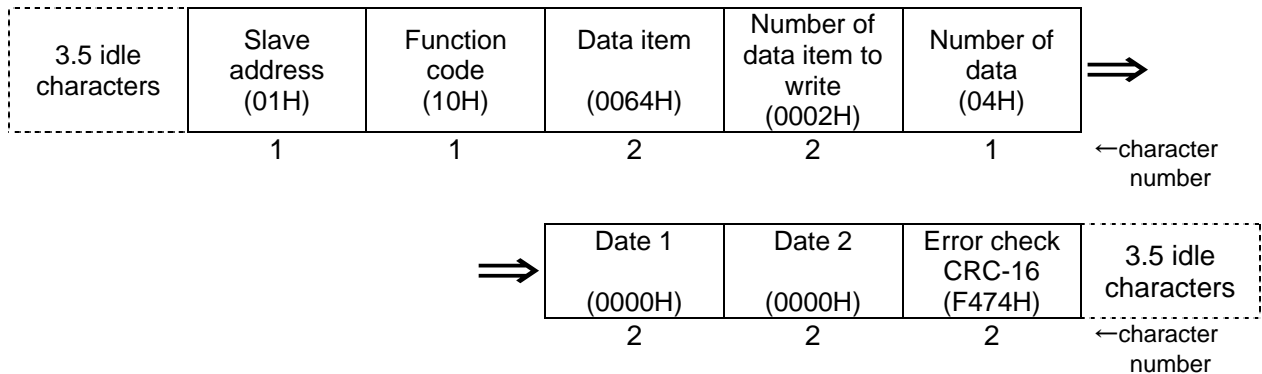 3.5 idle
characters
Slave
address
(01H)
Function
code
(10H)
Data item
(0064H)
Number of
data item to
write
(0002H)
Number of
data
(04H)
⇒
1
1
2
2
1
←character
number
⇒
Date 1
(0000H)
Date 2
(0000H)
Error check
CRC-16
(F474H)
3.5 idle
characters
2
2
2
←character
number